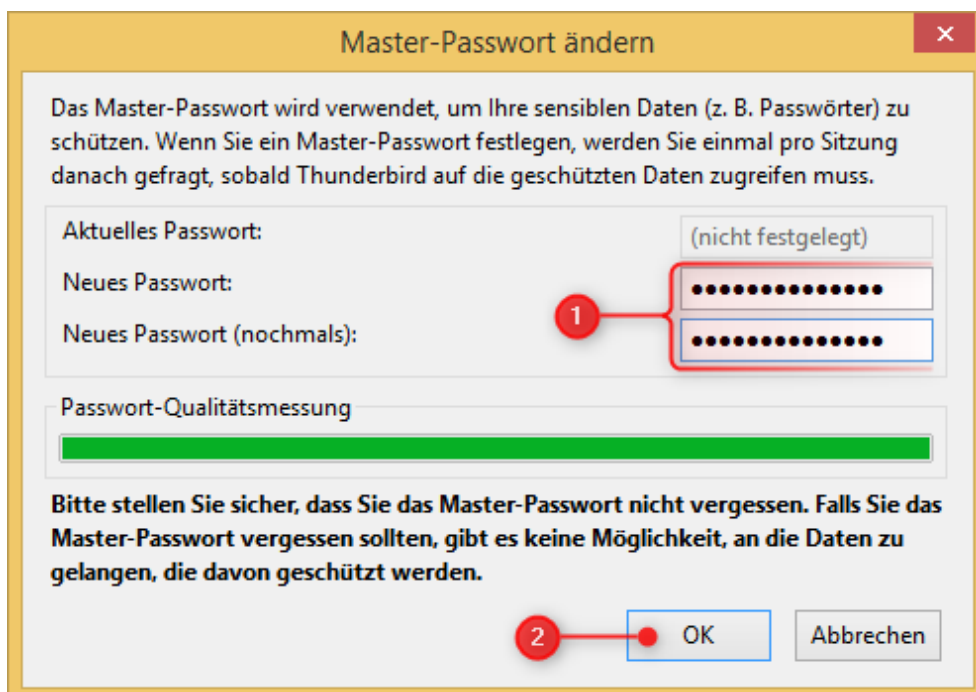 Master-Passwort ändern
Das Master-Passwort wird verwendet, um Ihre sensiblen Daten (z. B. Passwörter) zu
schützen. Wenn Sie ein Master-Passwort festlegen, werden Sie einmal pro Sitzung
danach gefragt, sobald Thunderbird auf die geschützten Daten zugreifen muss.
Aktuelles Passwort:
(nicht festgelegt)
Neues Passwort:
●●●●●●●●●●●●●●
1
Neues Passwort (nochmals):
●●●●●●●●●●●●●●
Passwort-Qualitätsmessung
Bitte stellen Sie sicher, dass Sie das Master-Passwort nicht vergessen. Falls Sie das
Master-Passwort vergessen sollten, gibt es keine Möglichkeit, an die Daten zu
gelangen, die davon geschützt werden.
2
OK
Abbrechen